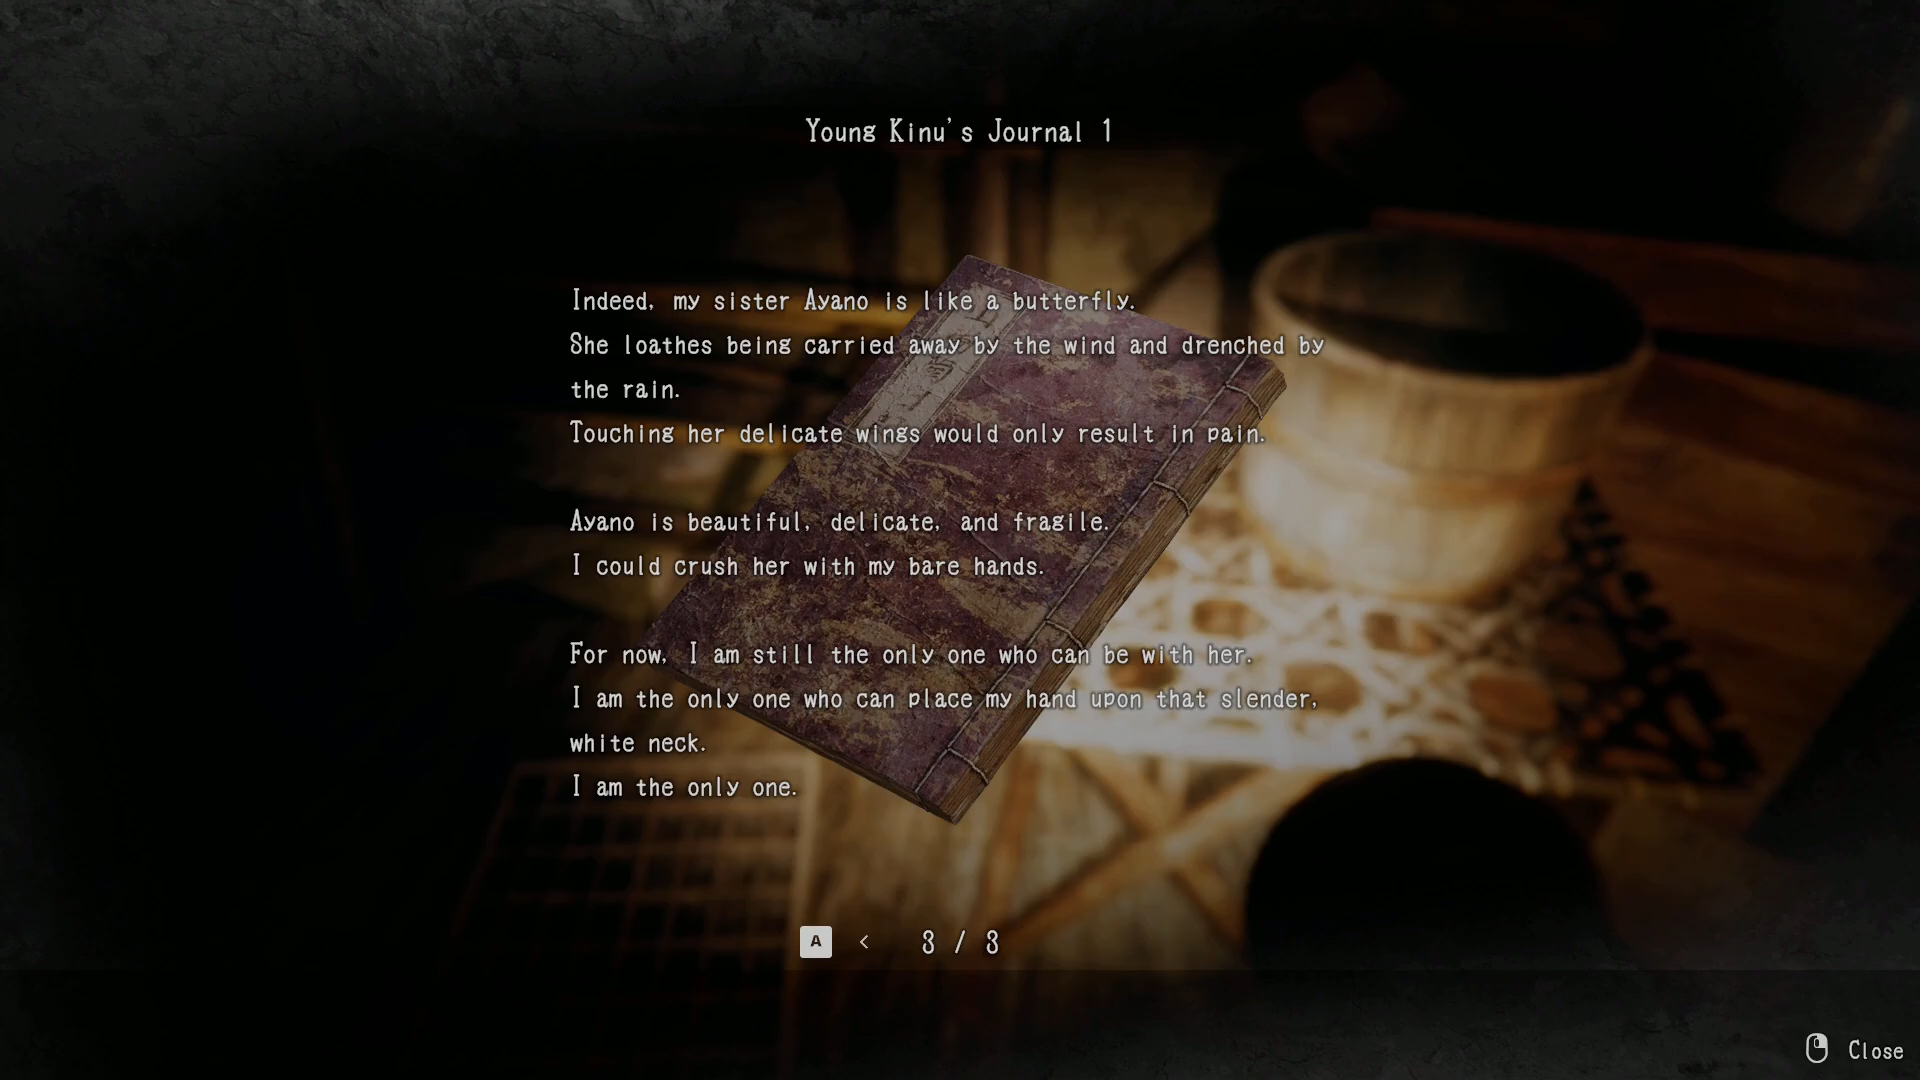 Young Kinu's Journal 1
Indeed, my sister Ayano is like a butterfly.
She loathes being carried away by the wind and drenched by
the rain.
Touching her delicate wings would only result in pain.
Ayano is beautiful, delicate, and fragile.
I could crush her with my bare hands.
For now, I am still the only one who can be with her.
I am the only one who can place my hand upon that slender,
white neck.
I am the only one.
A < 3 / 3
Close